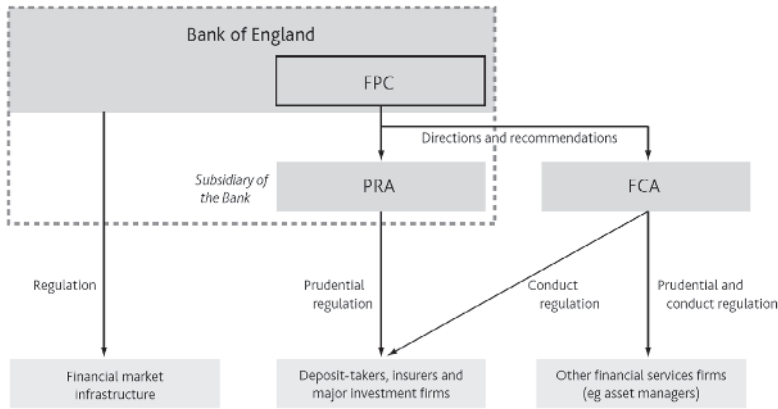 Bank of England
FPC
Directions and recommendations
Subsidiary of
the Bank
PRA
FCA
Regulation
Prudential
regulation
Conduct
regulation
Prudential and
conduct regulation
Financial market
infrastructure
Deposit-takers, insurers and
major investment firms
Other financial services firms
(eg asset managers)